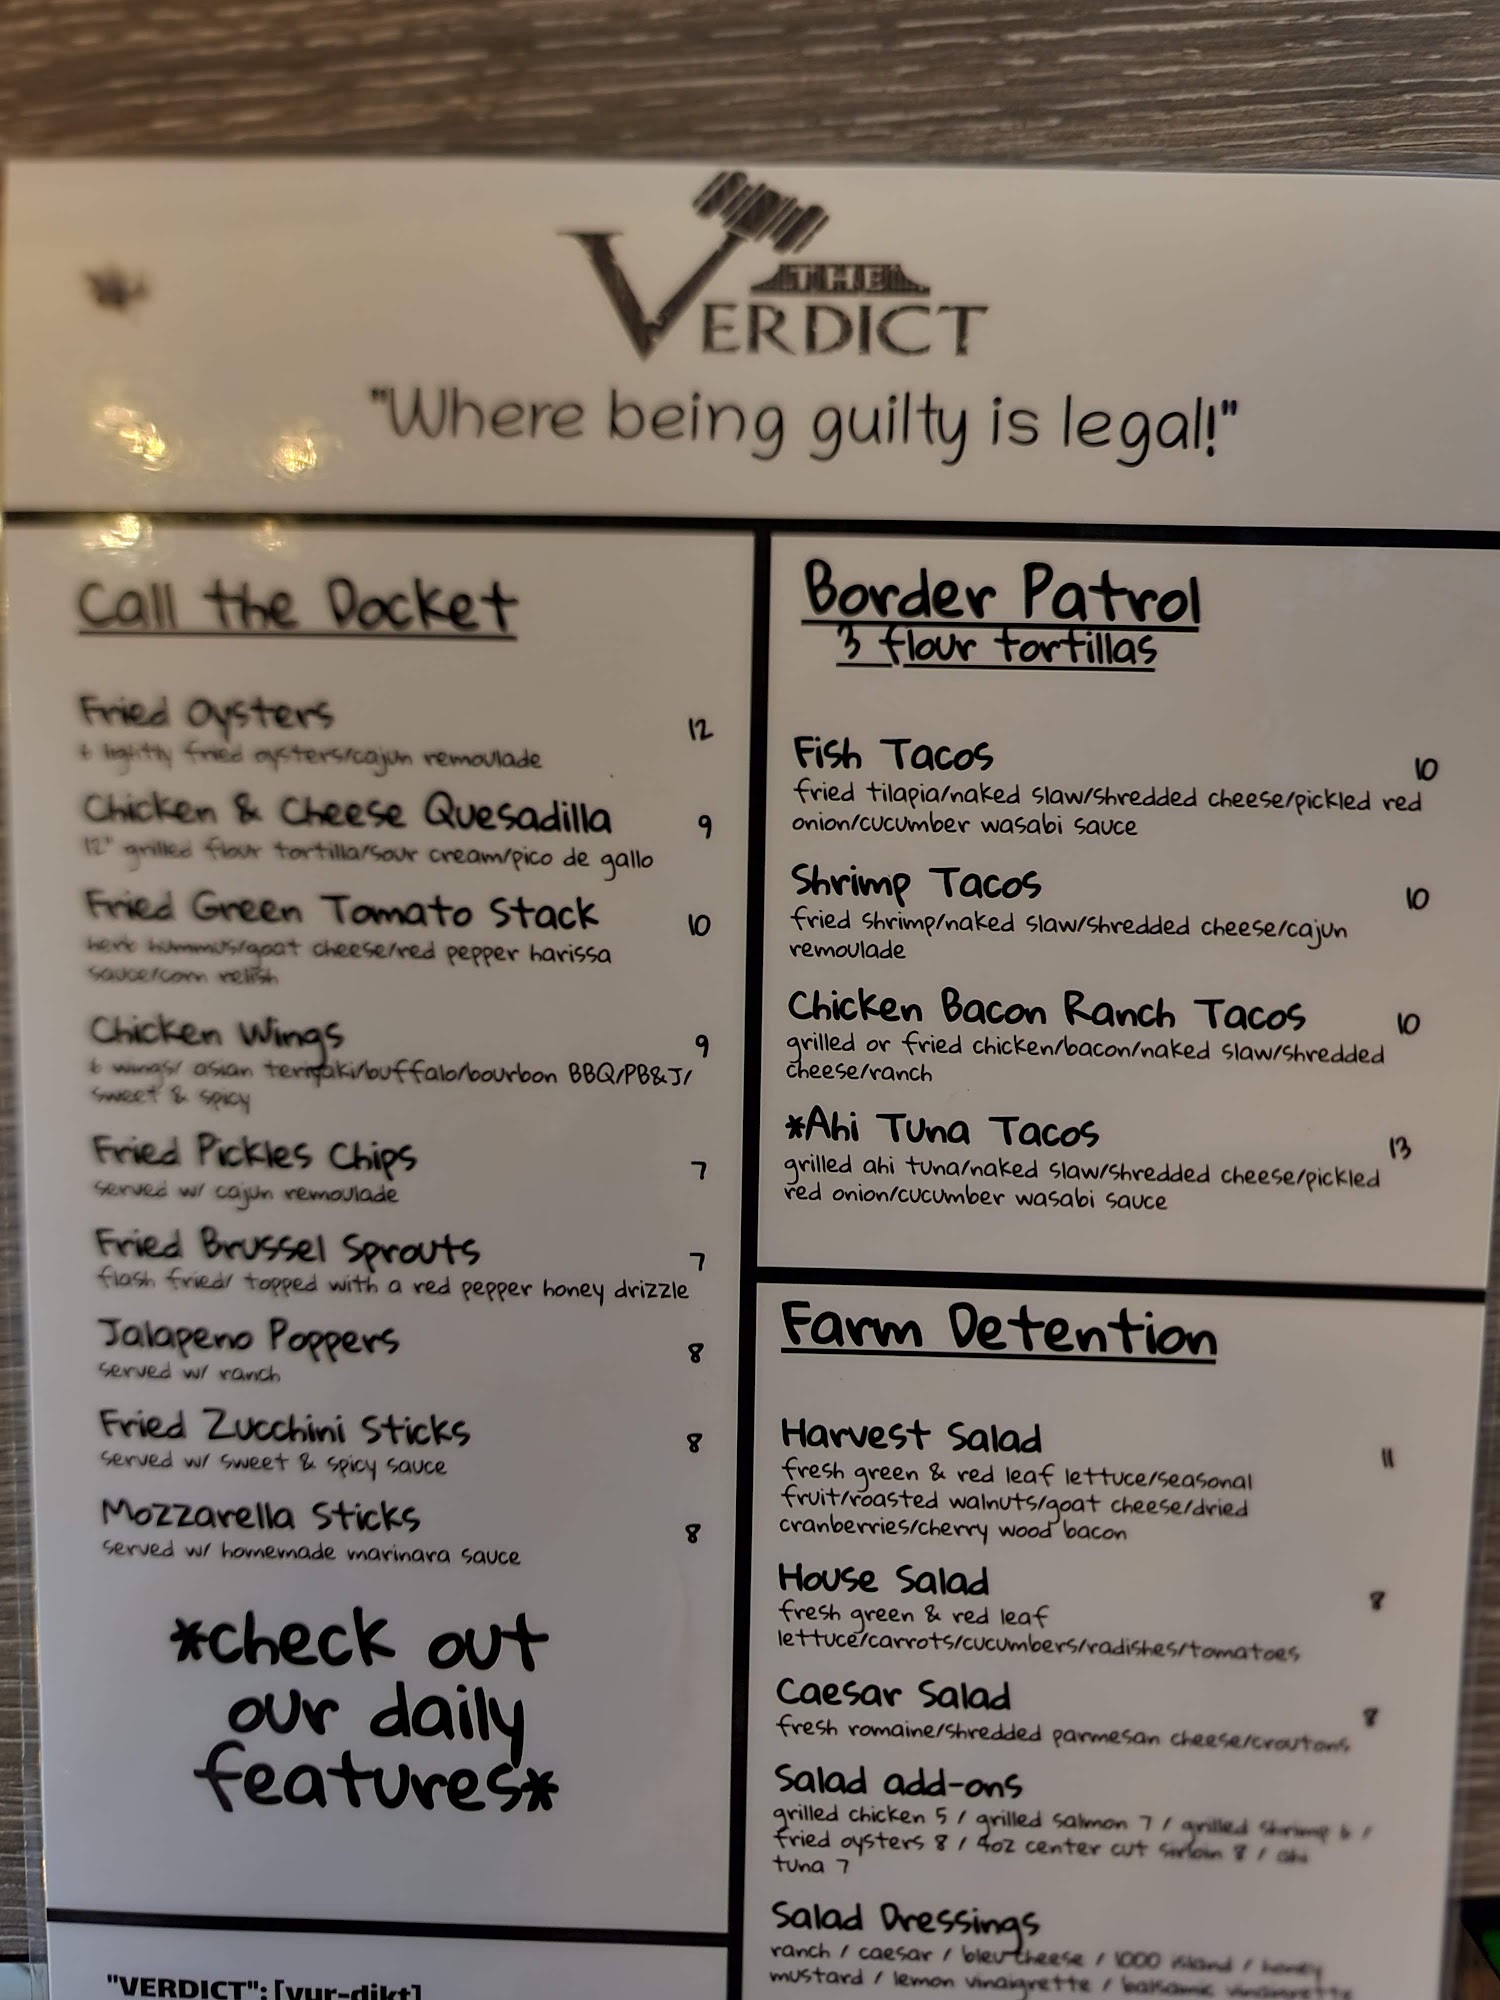 THE
VERDICT
"Where being guilty is legal!"
Call the Docket
Fried Oysters 12
6 lightly fried oysters/cajun remoulade
Chicken & Cheese Quesadilla 9
12" grilled flour tortilla/sour cream/pico de gallo
Fried Green Tomato Stack 10
herb hummus/goat cheese/red pepper harissa
sauce/corn relish
Chicken Wings 9
6 wings/ asian teriyaki/buffalo/bourbon BBQ/PB&J/
sweet & spicy
Fried Pickles Chips 7
served w/ cajun remoulade
Fried Brussel Sprouts 7
flash fried/ topped with a red pepper honey drizzle
Jalapeno Poppers 8
served w/ ranch
Fried Zucchini Sticks 8
served w/ sweet & spicy sauce
Mozzarella Sticks 8
served w/ homemade marinara sauce
*check out
our daily
features*
"VERDICT": [vur-dikt]
Border Patrol
3 flour tortillas
Fish Tacos 10
fried tilapia/naked slaw/shredded cheese/pickled red
onion/cucumber wasabi sauce
Shrimp Tacos 10
fried shrimp/naked slaw/shredded cheese/cajun
remoulade
Chicken Bacon Ranch Tacos 10
grilled or fried chicken/bacon/naked slaw/shredded
cheese/ranch
*Ahi Tuna Tacos 13
grilled ahi tuna/naked slaw/shredded cheese/pickled
red onion/cucumber wasabi sauce
Farm Detention
Harvest Salad 11
fresh green & red leaf lettuce/seasonal
fruit/roasted walnuts/goat cheese/dried
cranberries/cherry wood bacon
House Salad 8
fresh green & red leaf
lettuce/carrots/cucumbers/radishes/tomatoes
Caesar Salad 8
fresh romaine/shredded parmesan cheese/croutons
Salad add-ons
grilled chicken 5 / grilled salmon 7 / grilled shrimp 6 /
fried oysters 8 / 4oz center cut sirloin 8 / ahi
tuna 7
Salad Dressings
ranch / caesar / bleu cheese / 1000 island / honey
mustard / lemon vinaigrette / balsamic vinaigrette